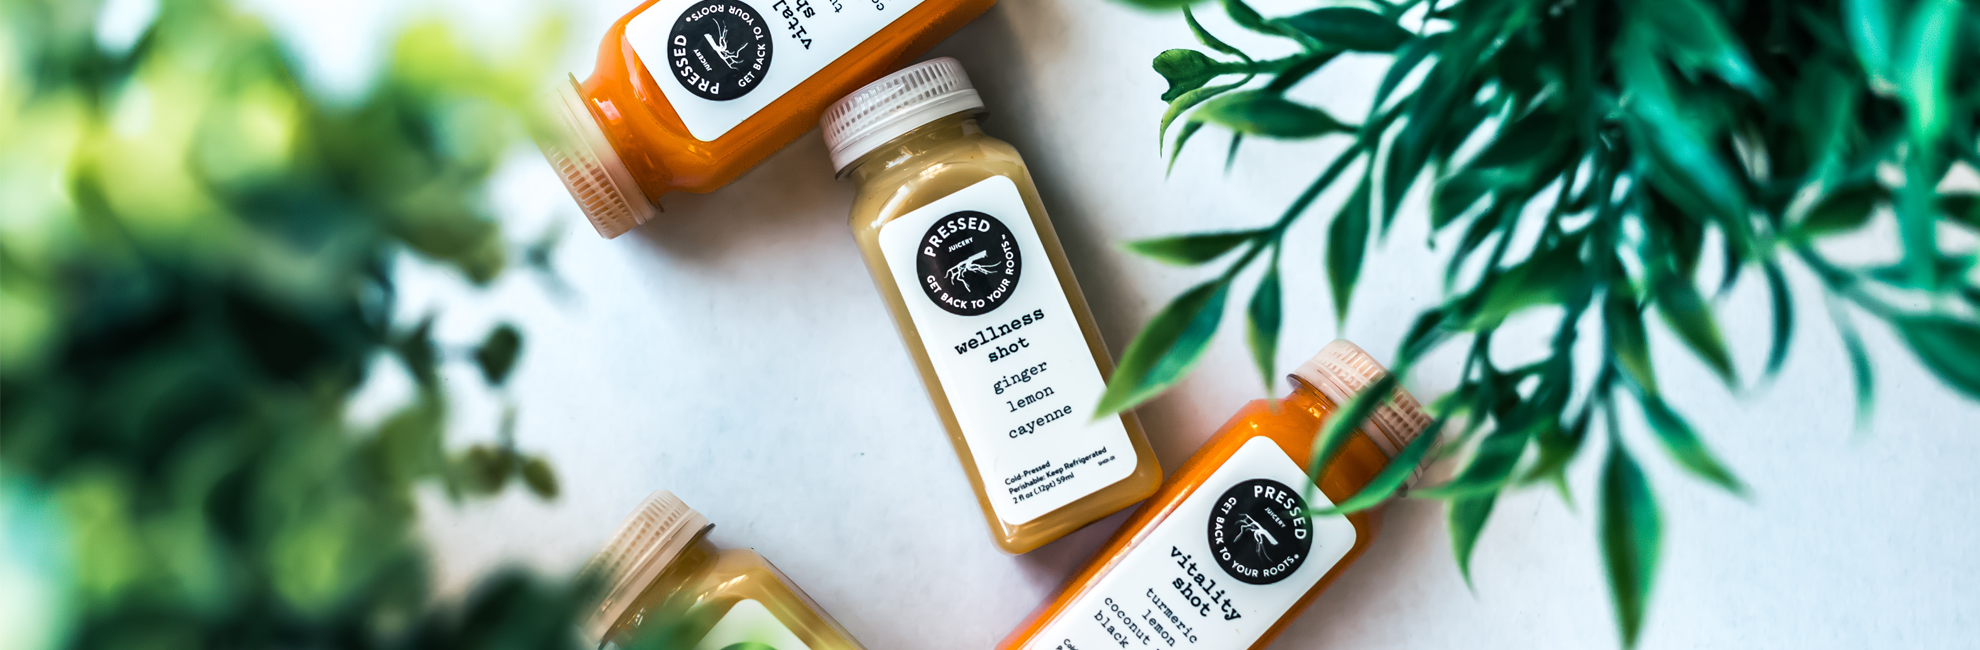 PRESSED
JUICERY
GET BACK TO YOUR ROOTS
PRESSED
JUICERY
GET BACK TO YOUR ROOTS™
wellness
shot
ginger
lemon
cayenne
Cold-Pressed
Perishable: Keep Refrigerated
2 fl oz (.12pt) 59ml
PRESSED
JUICERY
GET BACK TO YOUR ROOTS
vitality
shot
turmeric
lemon
coconut
black